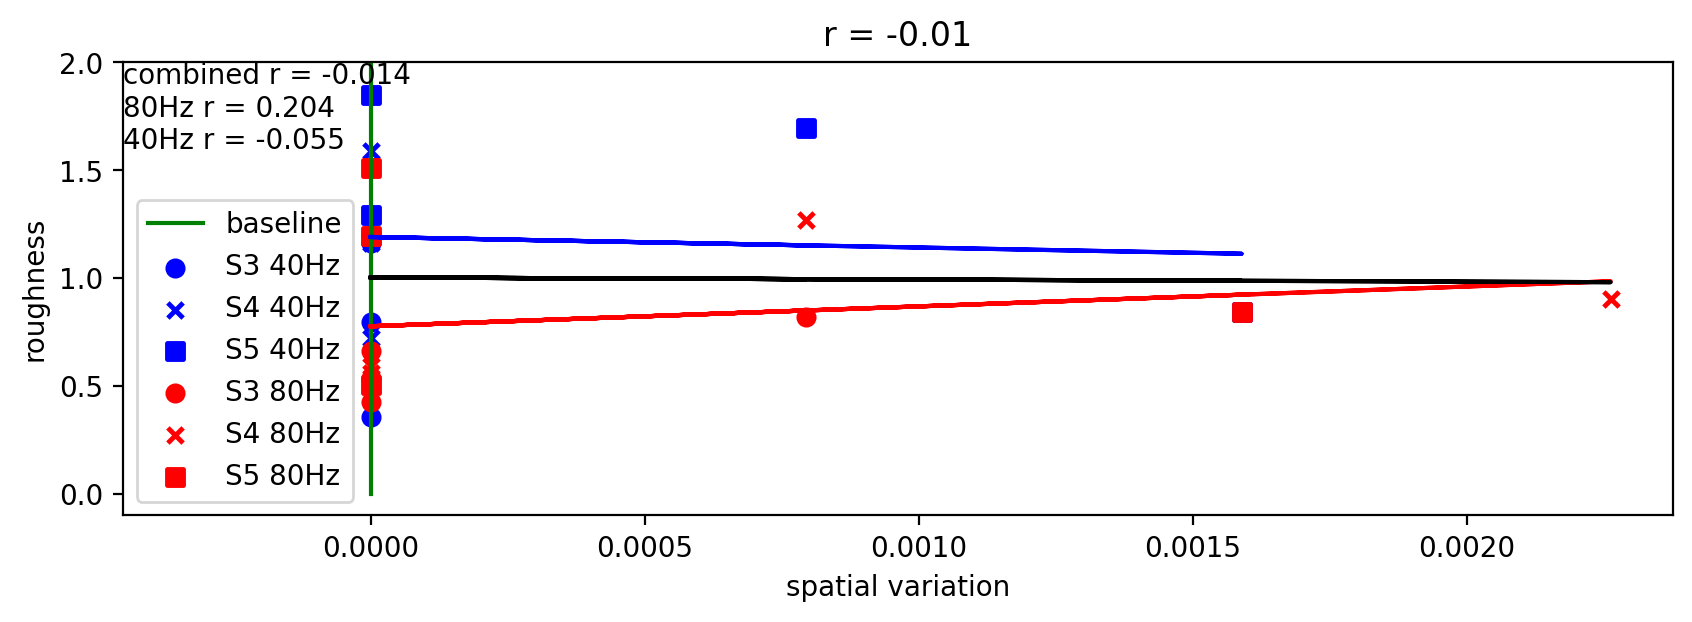 r = -0.01
combined r = -0.014
80Hz r = 0.204
40Hz r = -0.055
baseline
S3 40Hz
S4 40Hz
S5 40Hz
S3 80Hz
S4 80Hz
S5 80Hz
roughness
2.0
1.5
1.0
0.5
0.0
0.0000 0.0005 0.0010 0.0015 0.0020
spatial variation